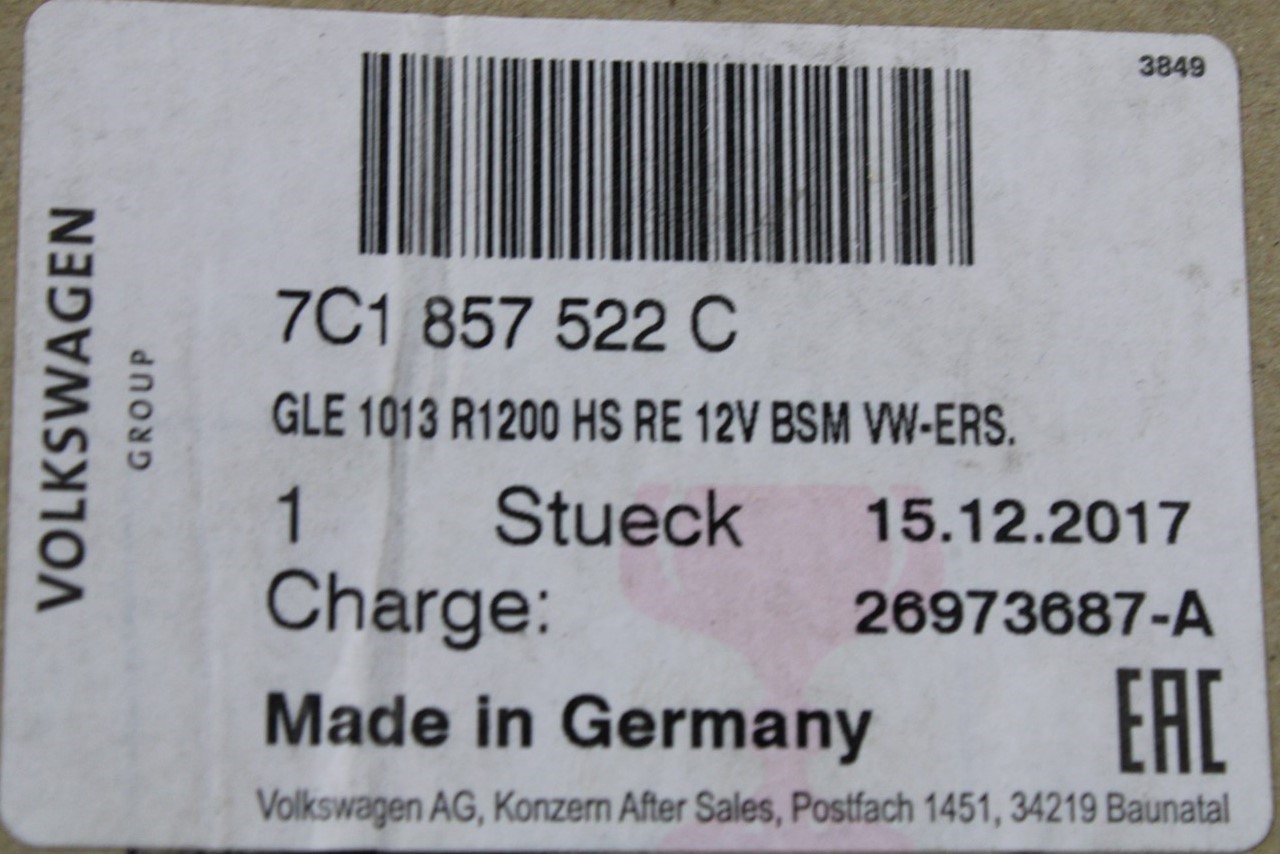 3849
VOLKSWAGEN
GROUP
7C1 857 522 C
GLE 1013 R1200 HS RE 12V BSM VW-ERS.
1 Stueck 15.12.2017
Charge: 26973687-A
Made in Germany
EAC
Volkswagen AG, Konzern After Sales, Postfach 1451, 34219 Baunatal